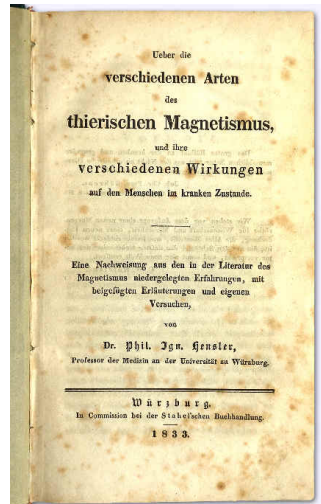 Ueber die
verschiedenen Arten
des
thierischen Magnetismus,
und ihre
verschiedenen Wirkungen
auf den Menschen im kranken Zustande.
Eine Nachweisung aus den in der Literatur des
Magnetismus niedergelegten Erfahrungen, mit
beigefügten Erläuterungen und eigenen
Versuchen,
von
Dr. Phil. Ign. Hensler,
Professor der Medizin an der Universität zu Würzburg.
Würzburg.
In Commission bei der Stahel'schen Buchhandlung.
1833.